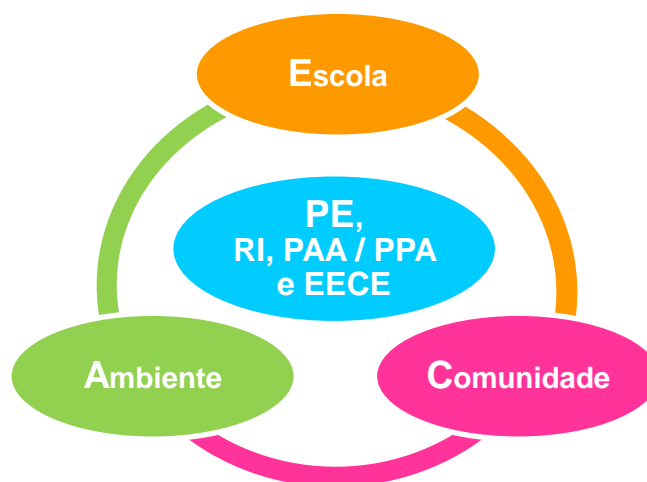 Escola
PE,
RI, PAA / PPA
e EECE
Ambiente
Comunidade